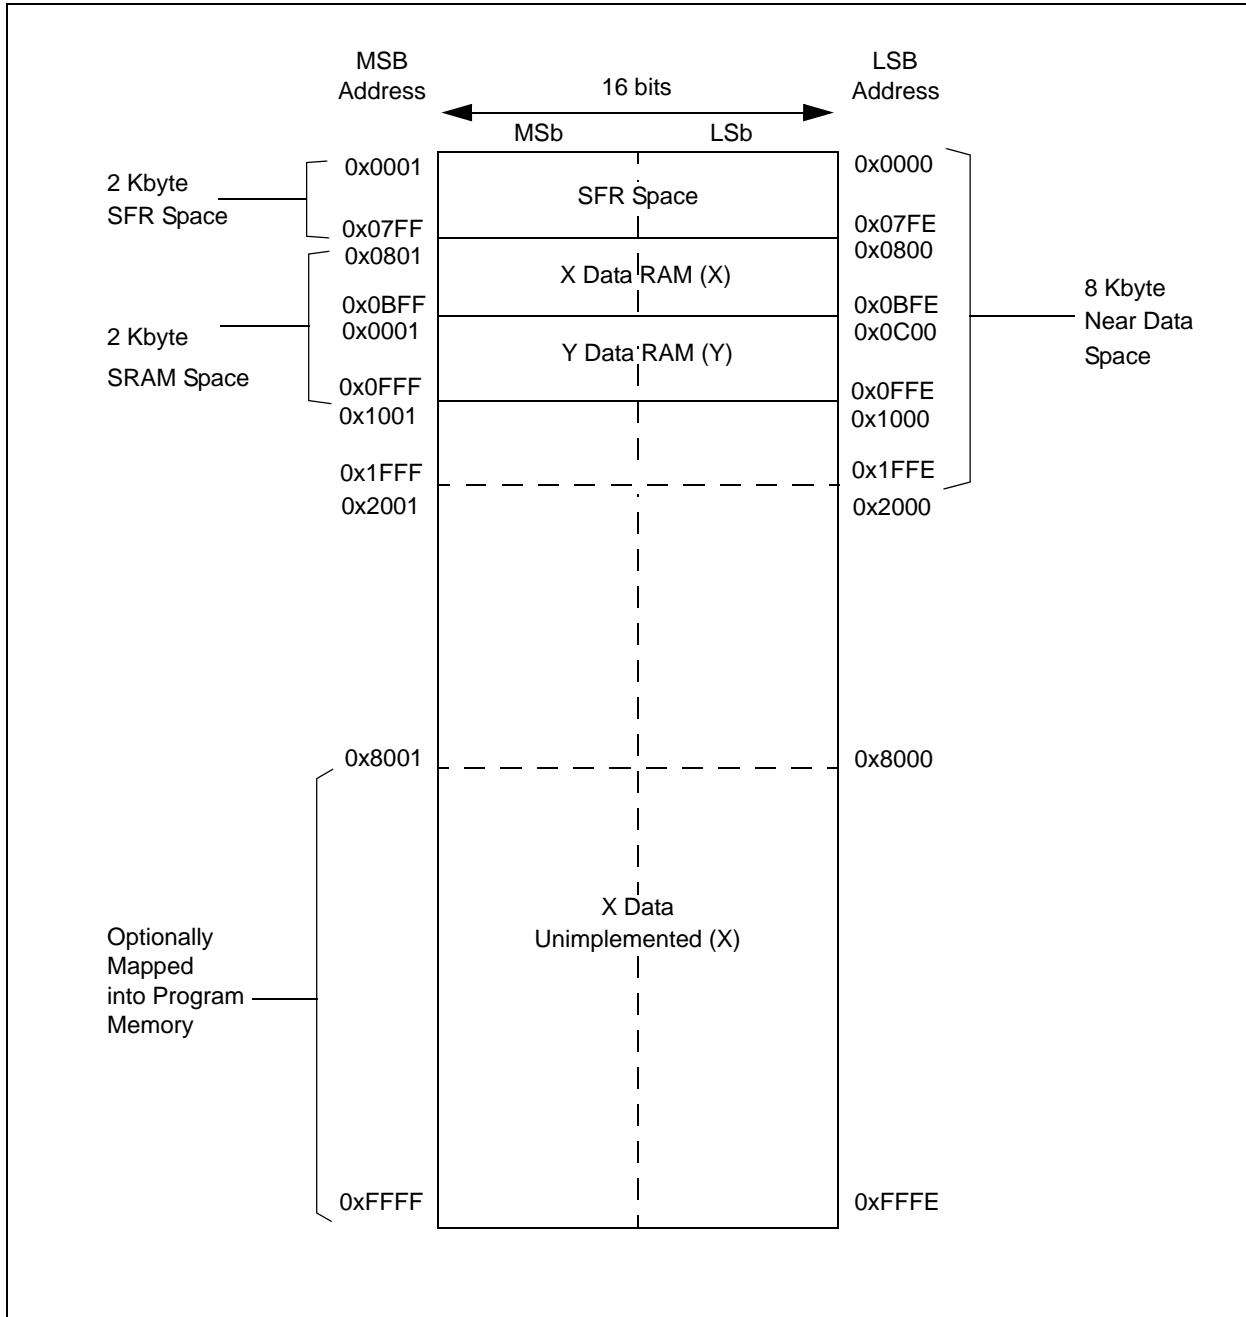 MSB
Address
LSB
Address
16 bits
MSb
LSb
2 Kbyte
SFR Space
0x0001
SFR Space
0x0000
0x07FF
0x07FE
0x0801
0x0800
X Data RAM (X)
0x0BFF
0x0BFE
0x0001
0x0C00
2 Kbyte
SRAM Space
Y Data RAM (Y)
8 Kbyte
Near Data
Space
0x0FFF
0x0FFE
0x1001
0x1000
0x1FFF
0x1FFE
0x2001
0x2000
0x8001
0x8000
X Data
Unimplemented (X)
Optionally
Mapped
into Program
Memory
0xFFFF
0xFFFE